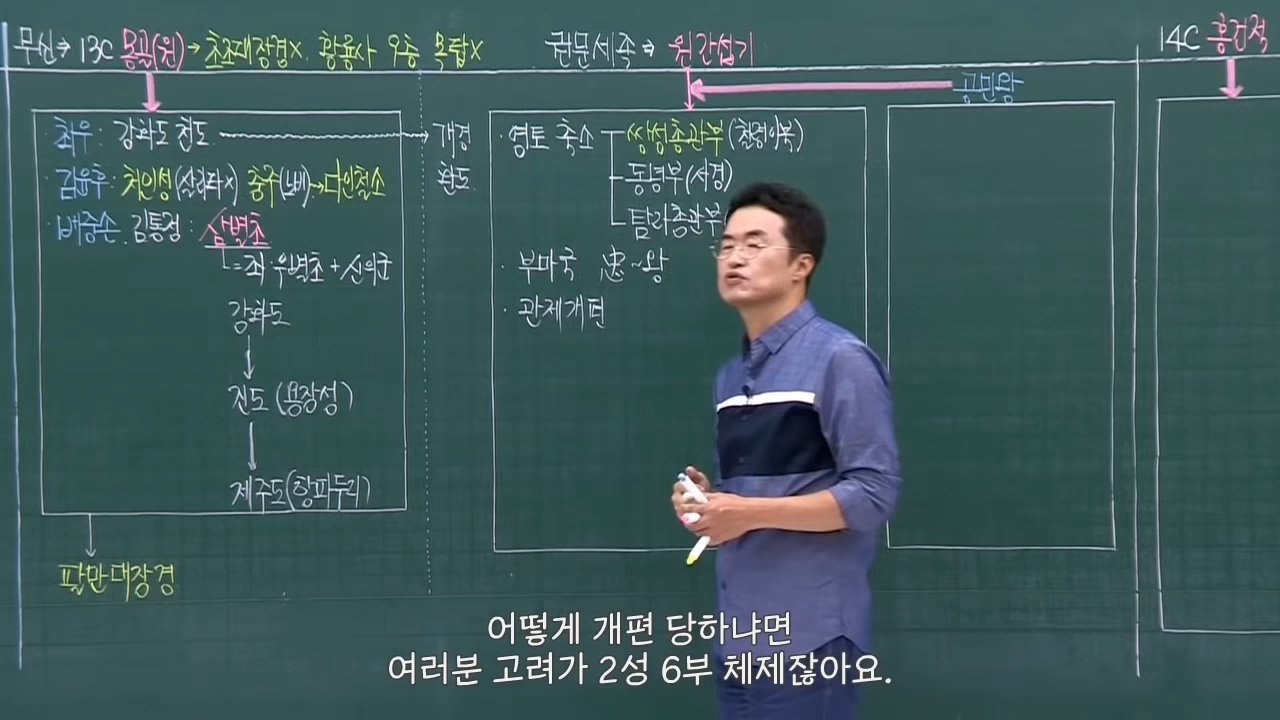 무신→ 13C 몽골(원)→초조대장경X. 황룡사 9층 목탑X
권문세족 ⇒ 원간섭기
14C 홍건적
공민왕
최우: 강화도 천도
개경
환도
김윤후: 처인성(살리타X) 충주(노비)→다인철소
배중손. 김통정: 삼별초
= 좌·우별초 + 신의군
강화도
진도 (용장성)
제주도(항파두리)
팔만대장경
· 영토 축소
쌍성총관부(철령이북)
동녕부(서경)
탐라총관부
· 부마국 忠~왕
· 관제개편
어떻게 개편 당하냐면
여러분 고려가 2성 6부 체제잖아요.